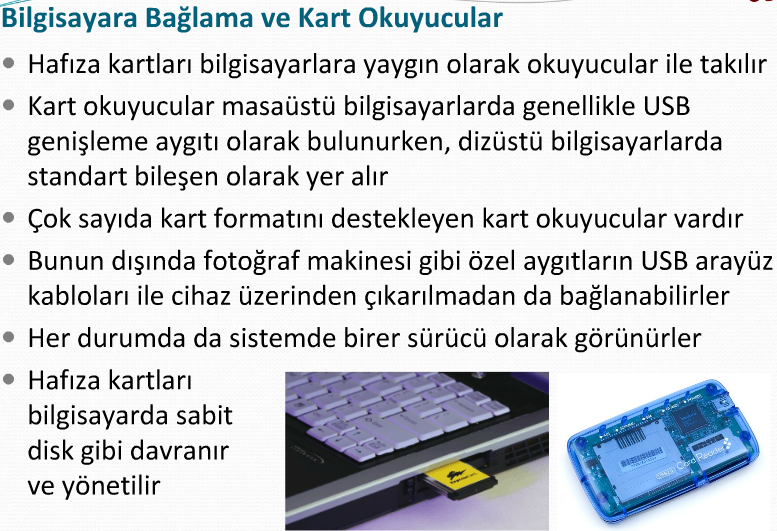 Bilgisayara Bağlama ve Kart Okuyucular
• Hafıza kartları bilgisayarlara yaygın olarak okuyucular ile takılır
• Kart okuyucular masaüstü bilgisayarlarda genellikle USB
genişleme aygıtı olarak bulunurken, dizüstü bilgisayarlarda
standart bileşen olarak yer alır
• Çok sayıda kart formatını destekleyen kart okuyucular vardır
• Bunun dışında fotoğraf makinesi gibi özel aygıtların USB arayüz
kabloları ile cihaz üzerinden çıkarılmadan da bağlanabilirler
• Her durumda da sistemde birer sürücü olarak görünürler
• Hafıza kartları
bilgisayarda sabit
disk gibi davranır
ve yönetilir
Card Reader